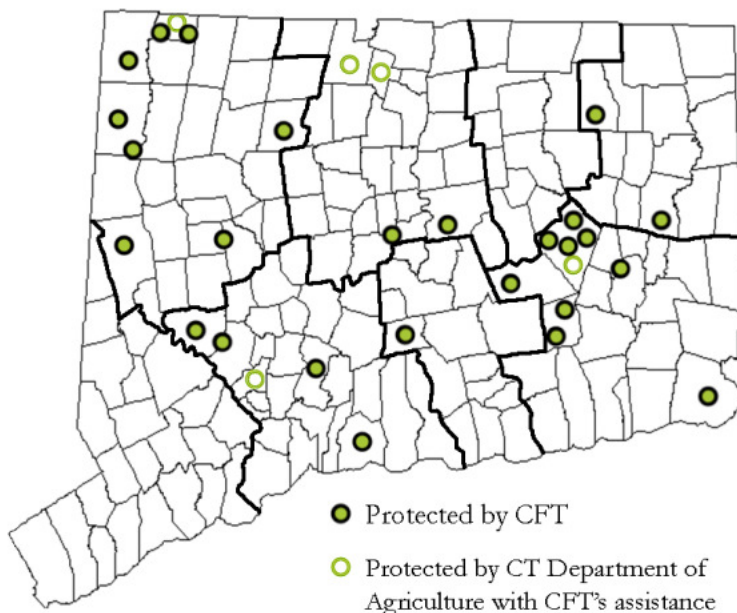 Protected by CFT
Protected by CT Department of
Agriculture with CFT's assistance